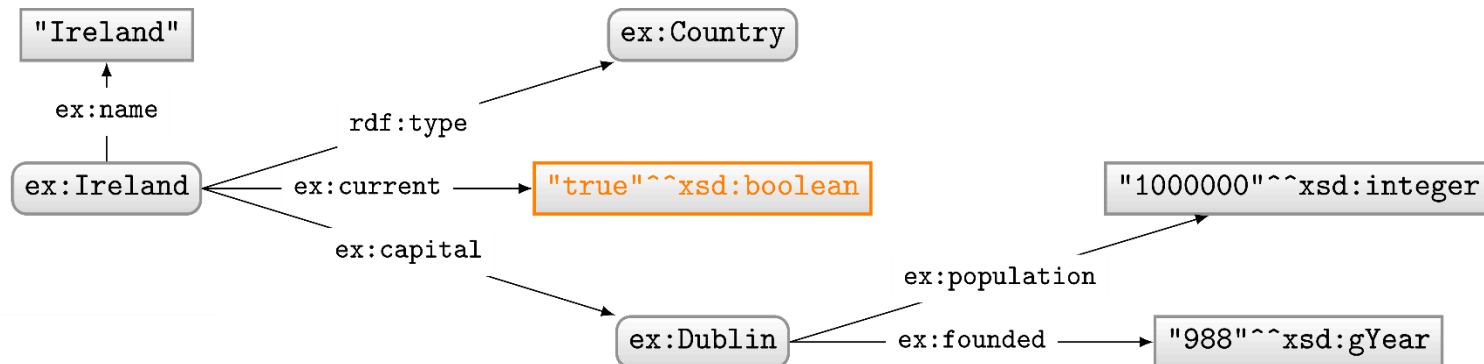 "Ireland"
ex:Country
ex:name
rdf:type
ex:Ireland
ex:current
"true"^^xsd:boolean
"1000000"^^xsd:integer
ex:capital
ex:population
ex:Dublin
ex:founded
"988"^^xsd:gYear